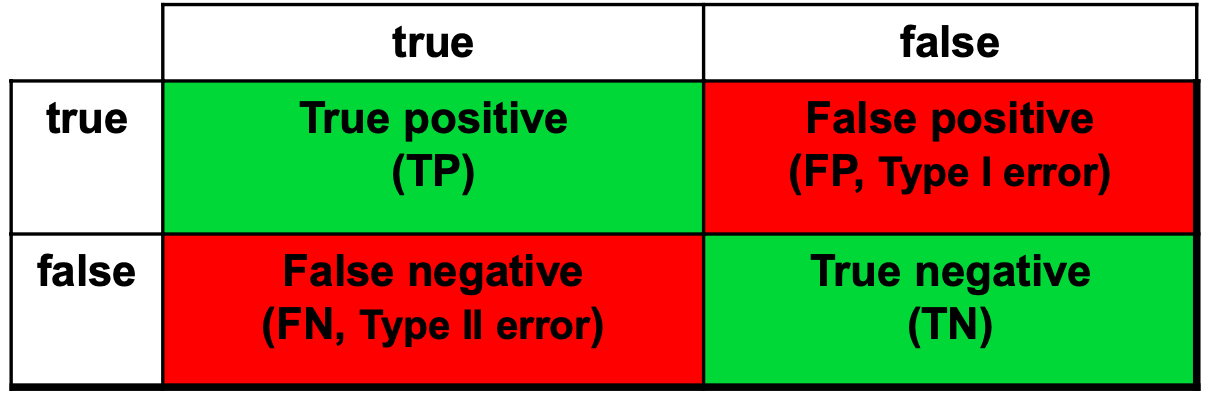 true false
true True positive False positive
(TP) (FP, Type I error)
false False negative True negative
(FN, Type II error) (TN)